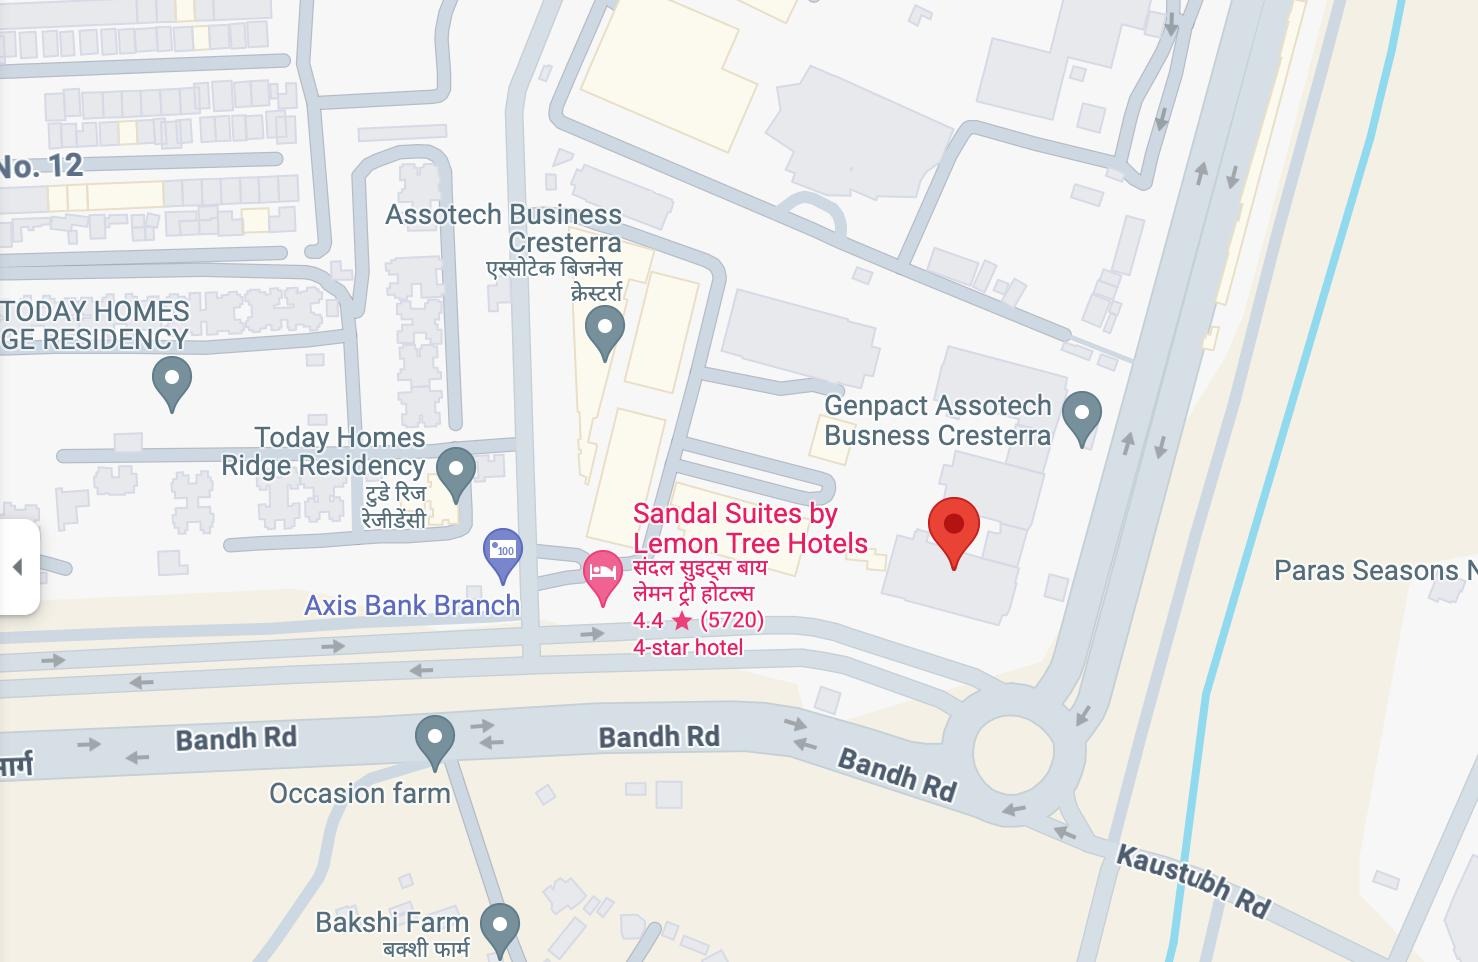 No. 12
Assotech Business
Cresterra
एस्सोटेक बिजनेस
क्रेस्टर्रा
TODAY HOMES
GE RESIDENCY
Genpact Assotech
Busness Cresterra
Today Homes
Ridge Residency
टुडे रिज
रेजीडेंसी
Sandal Suites by
Lemon Tree Hotels
संदल सुइट्स बाय
लेमन ट्री होटल्स
4.4 ★ (5720)
4-star hotel
100
Axis Bank Branch
Paras Seasons N
Bandh Rd
Bandh Rd
Bandh Rd
मार्ग
Occasion farm
Kaustubh Rd
Bakshi Farm
बक्शी फार्म